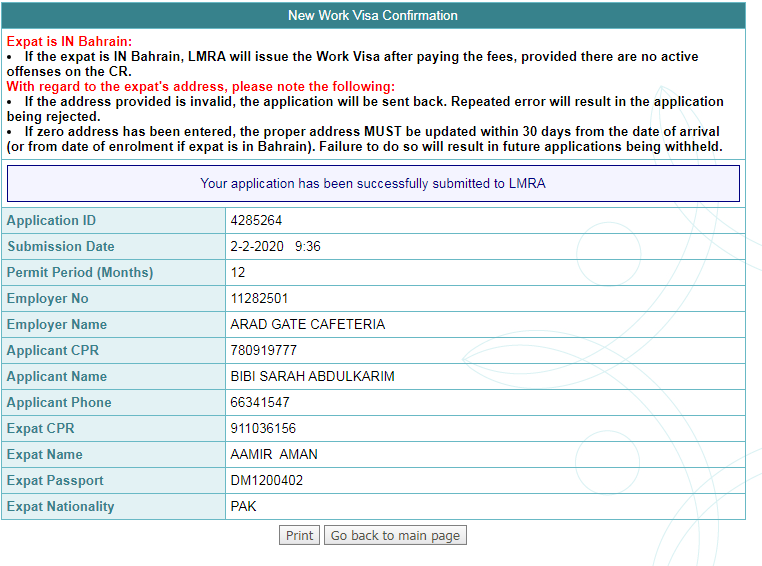 New Work Visa Confirmation
Expat is IN Bahrain:
• If the expat is IN Bahrain, LMRA will issue the Work Visa after paying the fees, provided there are no active
offenses on the CR.
With regard to the expat's address, please note the following:
• If the address provided is invalid, the application will be sent back. Repeated error will result in the application
being rejected.
• If zero address has been entered, the proper address MUST be updated within 30 days from the date of arrival
(or from date of enrolment if expat is in Bahrain). Failure to do so will result in future applications being withheld.
Your application has been successfully submitted to LMRA
Application ID 4285264
Submission Date 2-2-2020 9:36
Permit Period (Months) 12
Employer No 11282501
Employer Name ARAD GATE CAFETERIA
Applicant CPR 780919777
Applicant Name BIBI SARAH ABDULKARIM
Applicant Phone 66341547
Expat CPR 911036156
Expat Name AAMIR AMAN
Expat Passport DM1200402
Expat Nationality PAK
Print Go back to main page